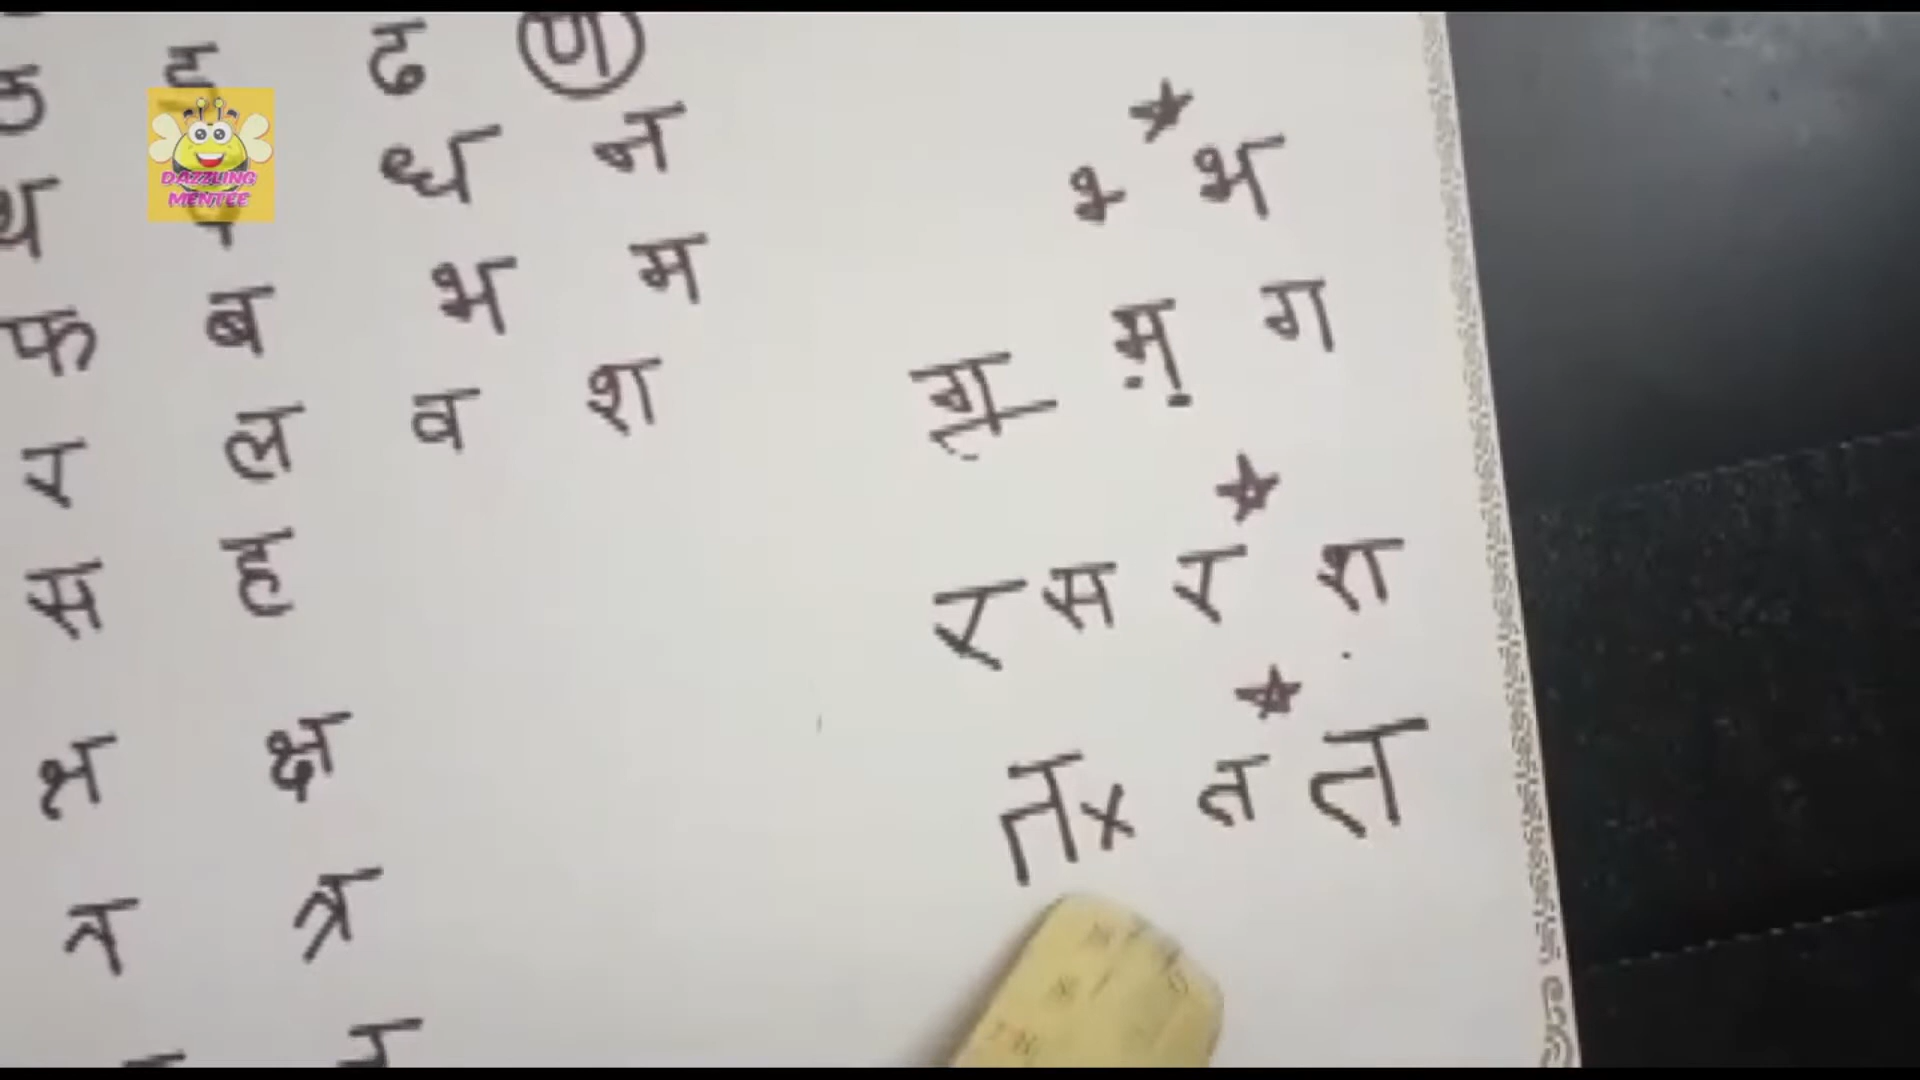 ठ ड ढ ण
थ ध न
फ ब भ म
र ल व श
स ह
क्ष
त्र
भ
ग म ग
र स र श
त x त त
DAZZLING
MENTEE